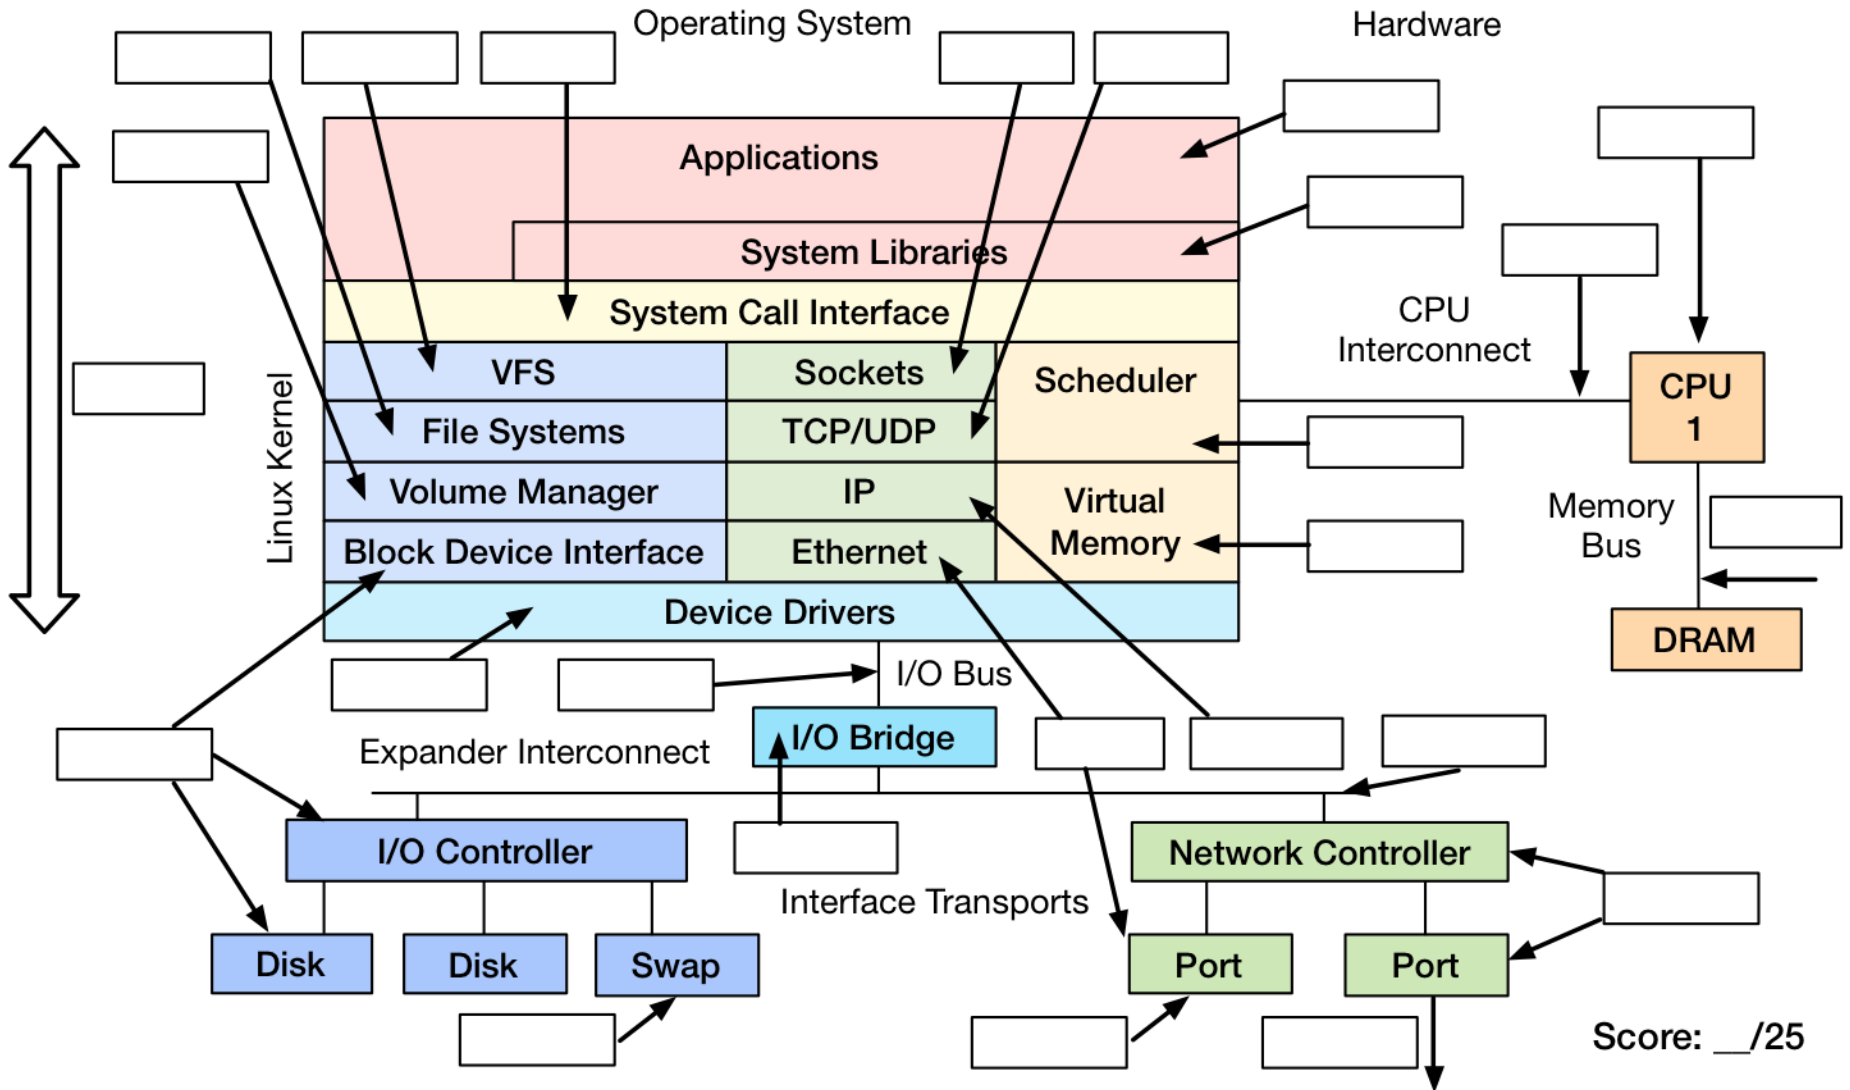 Operating System
Hardware
Applications
System Libraries
System Call Interface
CPU
Interconnect
VFS
Sockets
Scheduler
CPU
1
File Systems
TCP/UDP
Linux Kernel
Volume Manager
IP
Virtual
Memory
Memory
Bus
Block Device Interface
Ethernet
Device Drivers
DRAM
I/O Bus
Expander Interconnect
I/O Bridge
I/O Controller
Network Controller
Interface Transports
Disk
Disk
Swap
Port
Port
Score: __/25